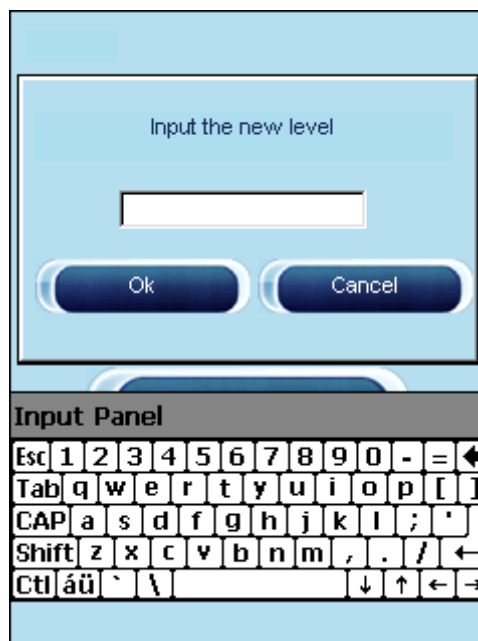 Input the new level
Ok Cancel
Input Panel
Esc 1 2 3 4 5 6 7 8 9 0 - = ←
Tab q w e r t y u i o p [ ]
CAP a s d f g h j k l ; '
Shift z x c v b n m , . / ←
Ctl áü ` \ ↓ ↑ ← →